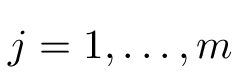 j = 1, . . . , m